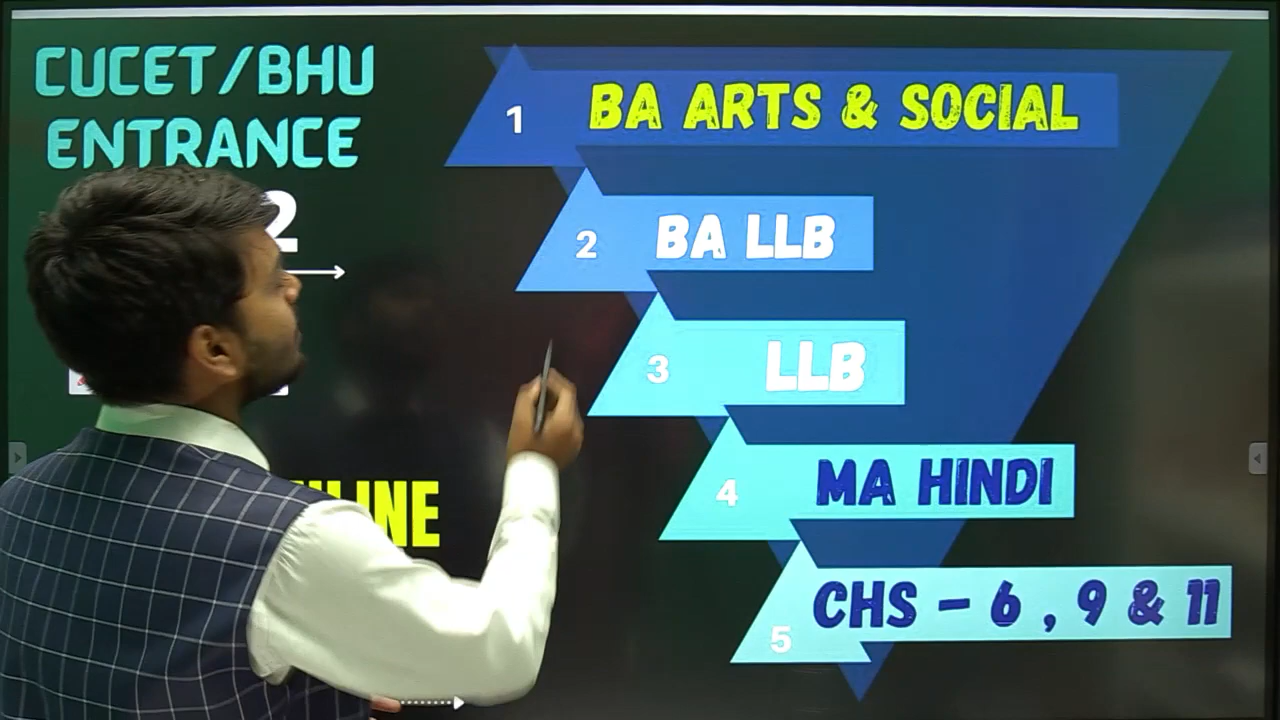 CUCET/BHU
ENTRANCE
2
1 BA ARTS & SOCIAL
2 BA LLB
3 LLB
4 MA HINDI
5 CHS - 6 , 9 & 11